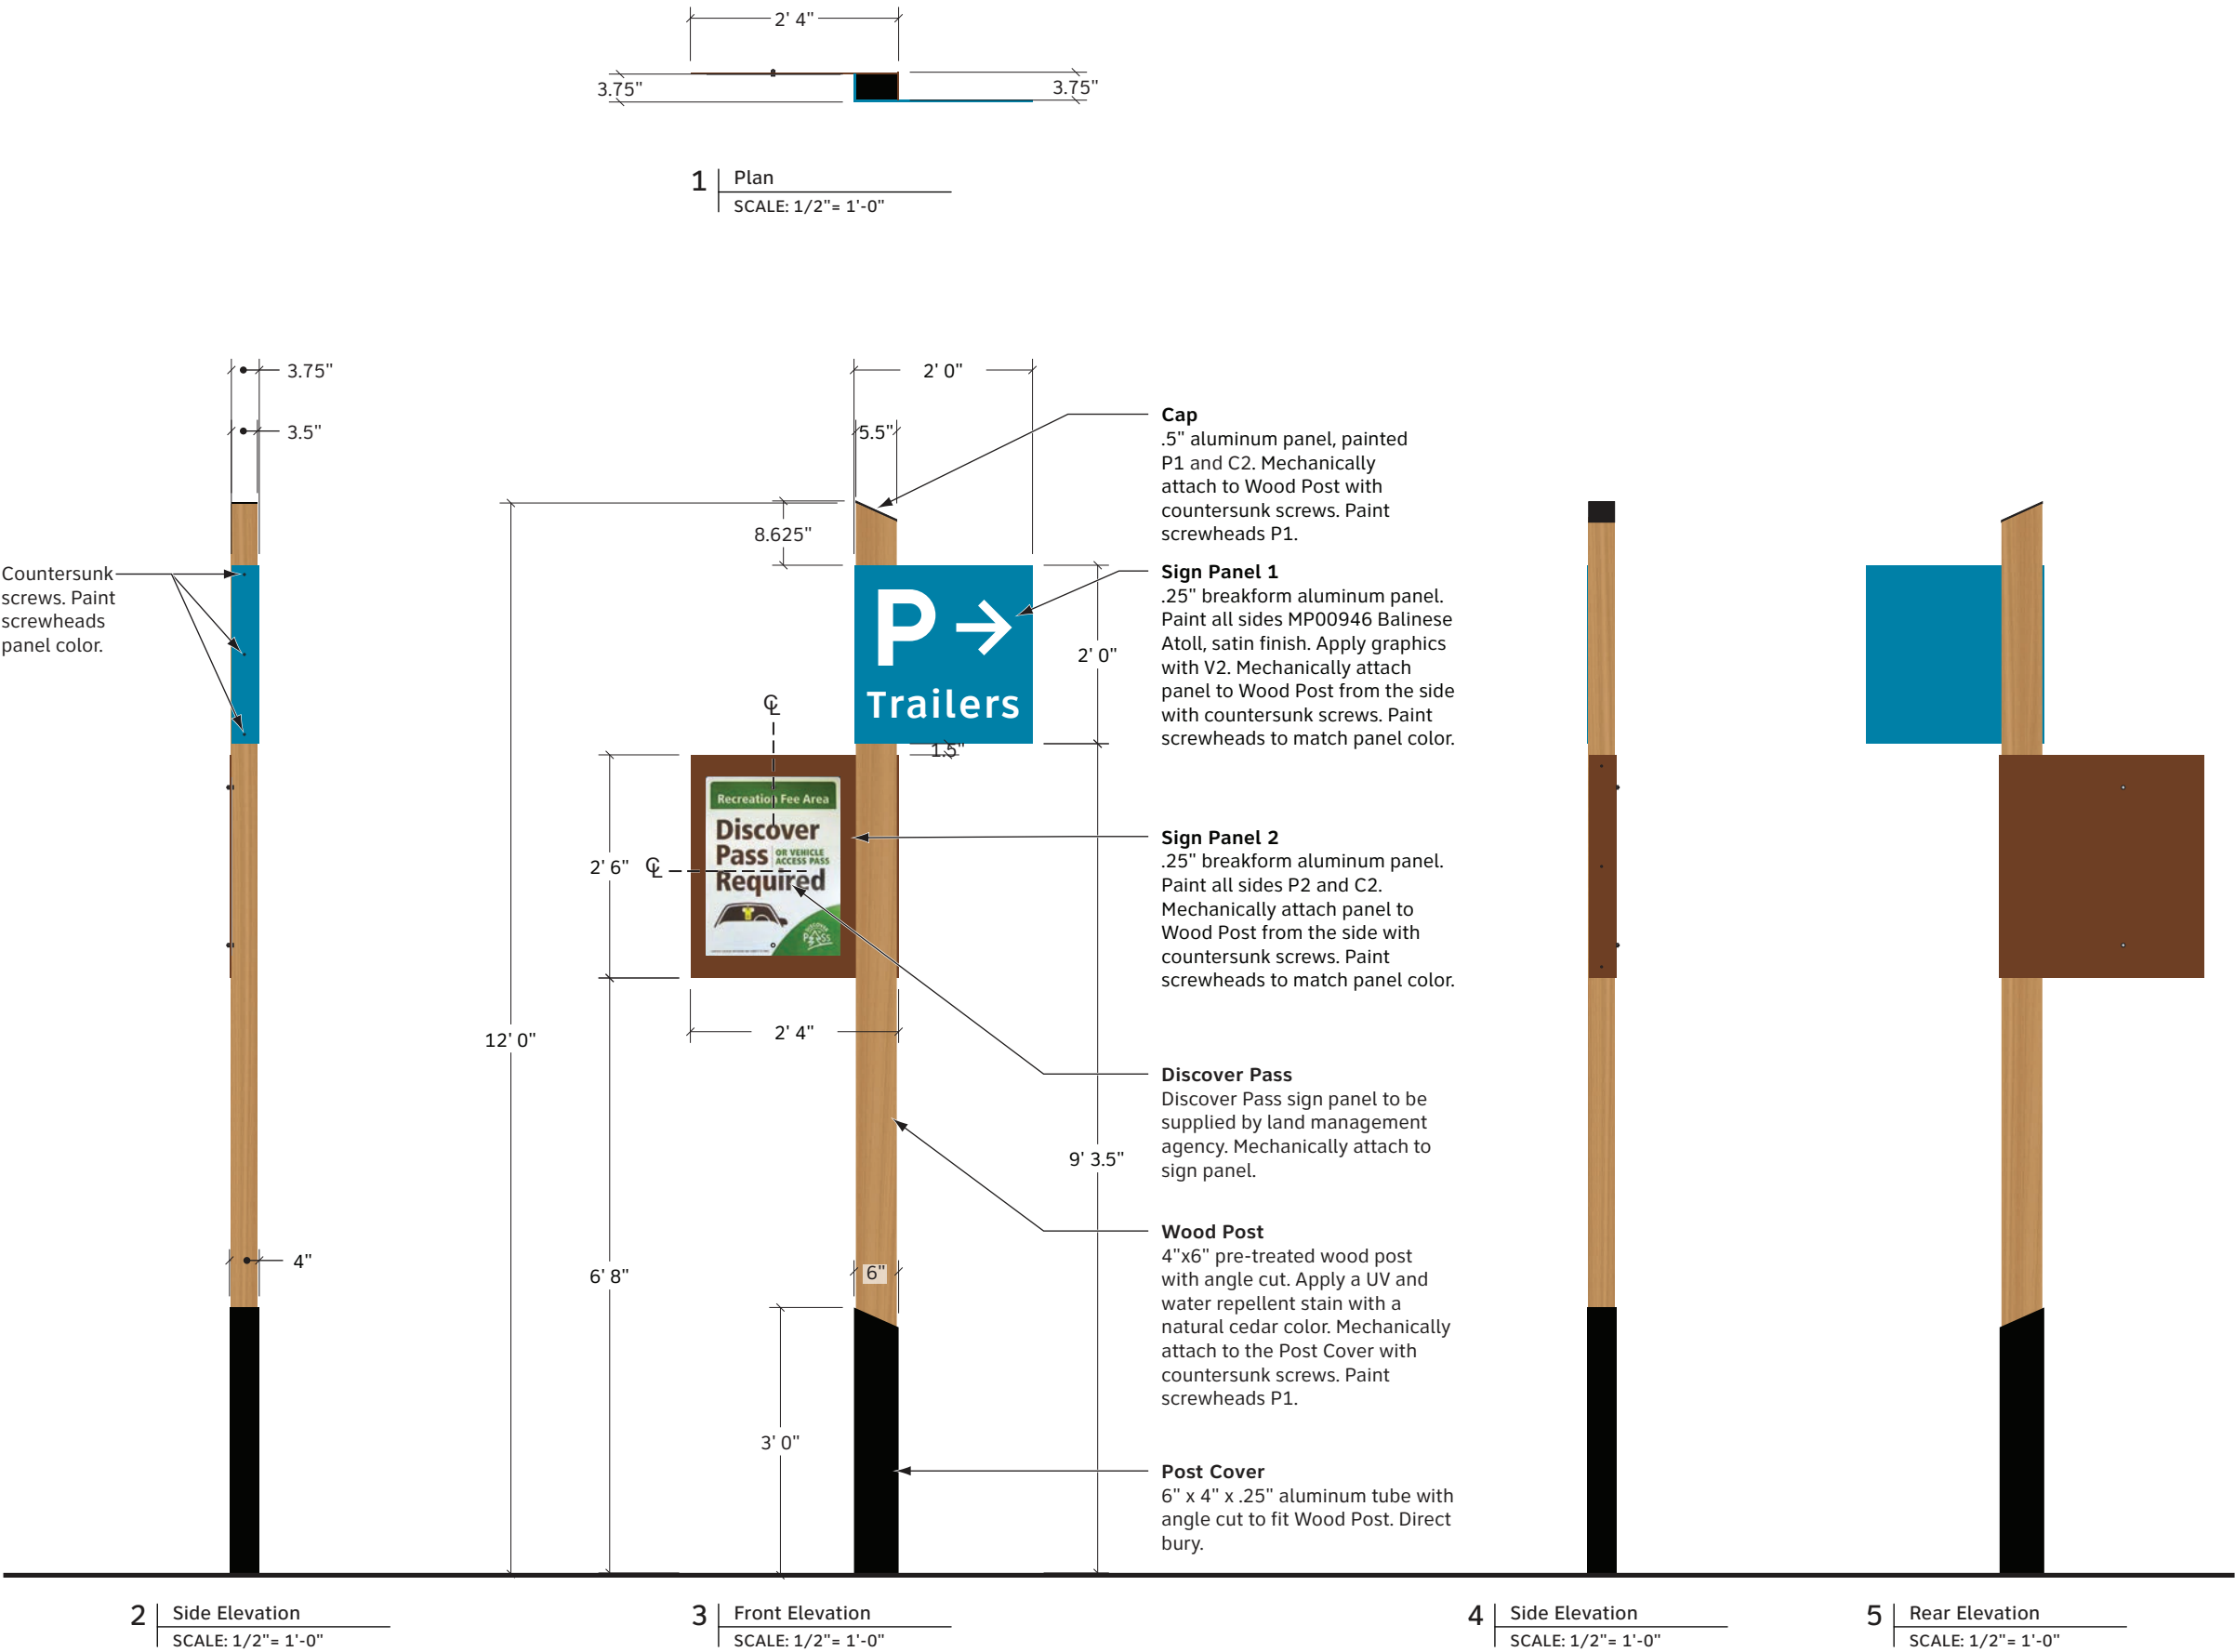 2' 4"
3.75"
3.75"
1
Plan
SCALE: 1/2"= 1'-0"
3.75"
3.5"
Countersunk
screws. Paint
screwheads
panel color.
4"
2
Side Elevation
SCALE: 1/2"= 1'-0"
2' 0"
5.5"
8.625"
P
Trailers
2' 0"
1.5"
CL
Recreation Fee Area
Discover
Pass OR VEHICLE
ACCESS PASS
Required
DISCOVER
PASS
2' 6"
CL
2' 4"
12' 0"
9' 3.5"
6' 8"
6"
3' 0"
Cap
.5" aluminum panel, painted
P1 and C2. Mechanically
attach to Wood Post with
countersunk screws. Paint
screwheads P1.
Sign Panel 1
.25" breakform aluminum panel.
Paint all sides MP00946 Balinese
Atoll, satin finish. Apply graphics
with V2. Mechanically attach
panel to Wood Post from the side
with countersunk screws. Paint
screwheads to match panel color.
Sign Panel 2
.25" breakform aluminum panel.
Paint all sides P2 and C2.
Mechanically attach panel to
Wood Post from the side with
countersunk screws. Paint
screwheads to match panel color.
Discover Pass
Discover Pass sign panel to be
supplied by land management
agency. Mechanically attach to
sign panel.
Wood Post
4"x6" pre-treated wood post
with angle cut. Apply a UV and
water repellent stain with a
natural cedar color. Mechanically
attach to the Post Cover with
countersunk screws. Paint
screwheads P1.
Post Cover
6" x 4" x .25" aluminum tube with
angle cut to fit Wood Post. Direct
bury.
3
Front Elevation
SCALE: 1/2"= 1'-0"
4
Side Elevation
SCALE: 1/2"= 1'-0"
5
Rear Elevation
SCALE: 1/2"= 1'-0"